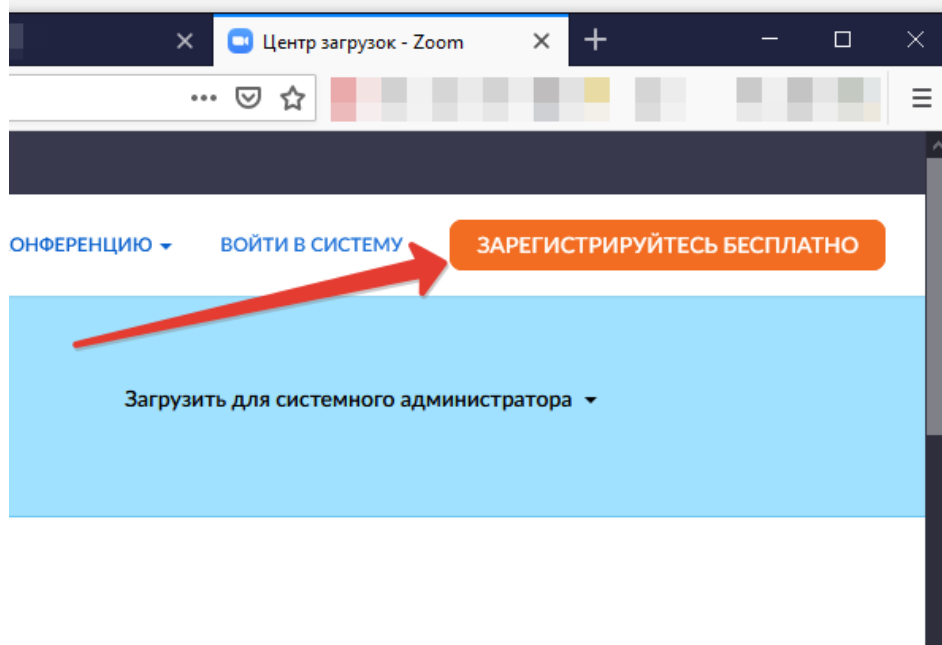 Центр загрузок - Zoom
ОНФЕРЕНЦИЮ ВОЙТИ В СИСТЕМУ ЗАРЕГИСТРИРУЙТЕСЬ БЕСПЛАТНО
Загрузить для системного администратора